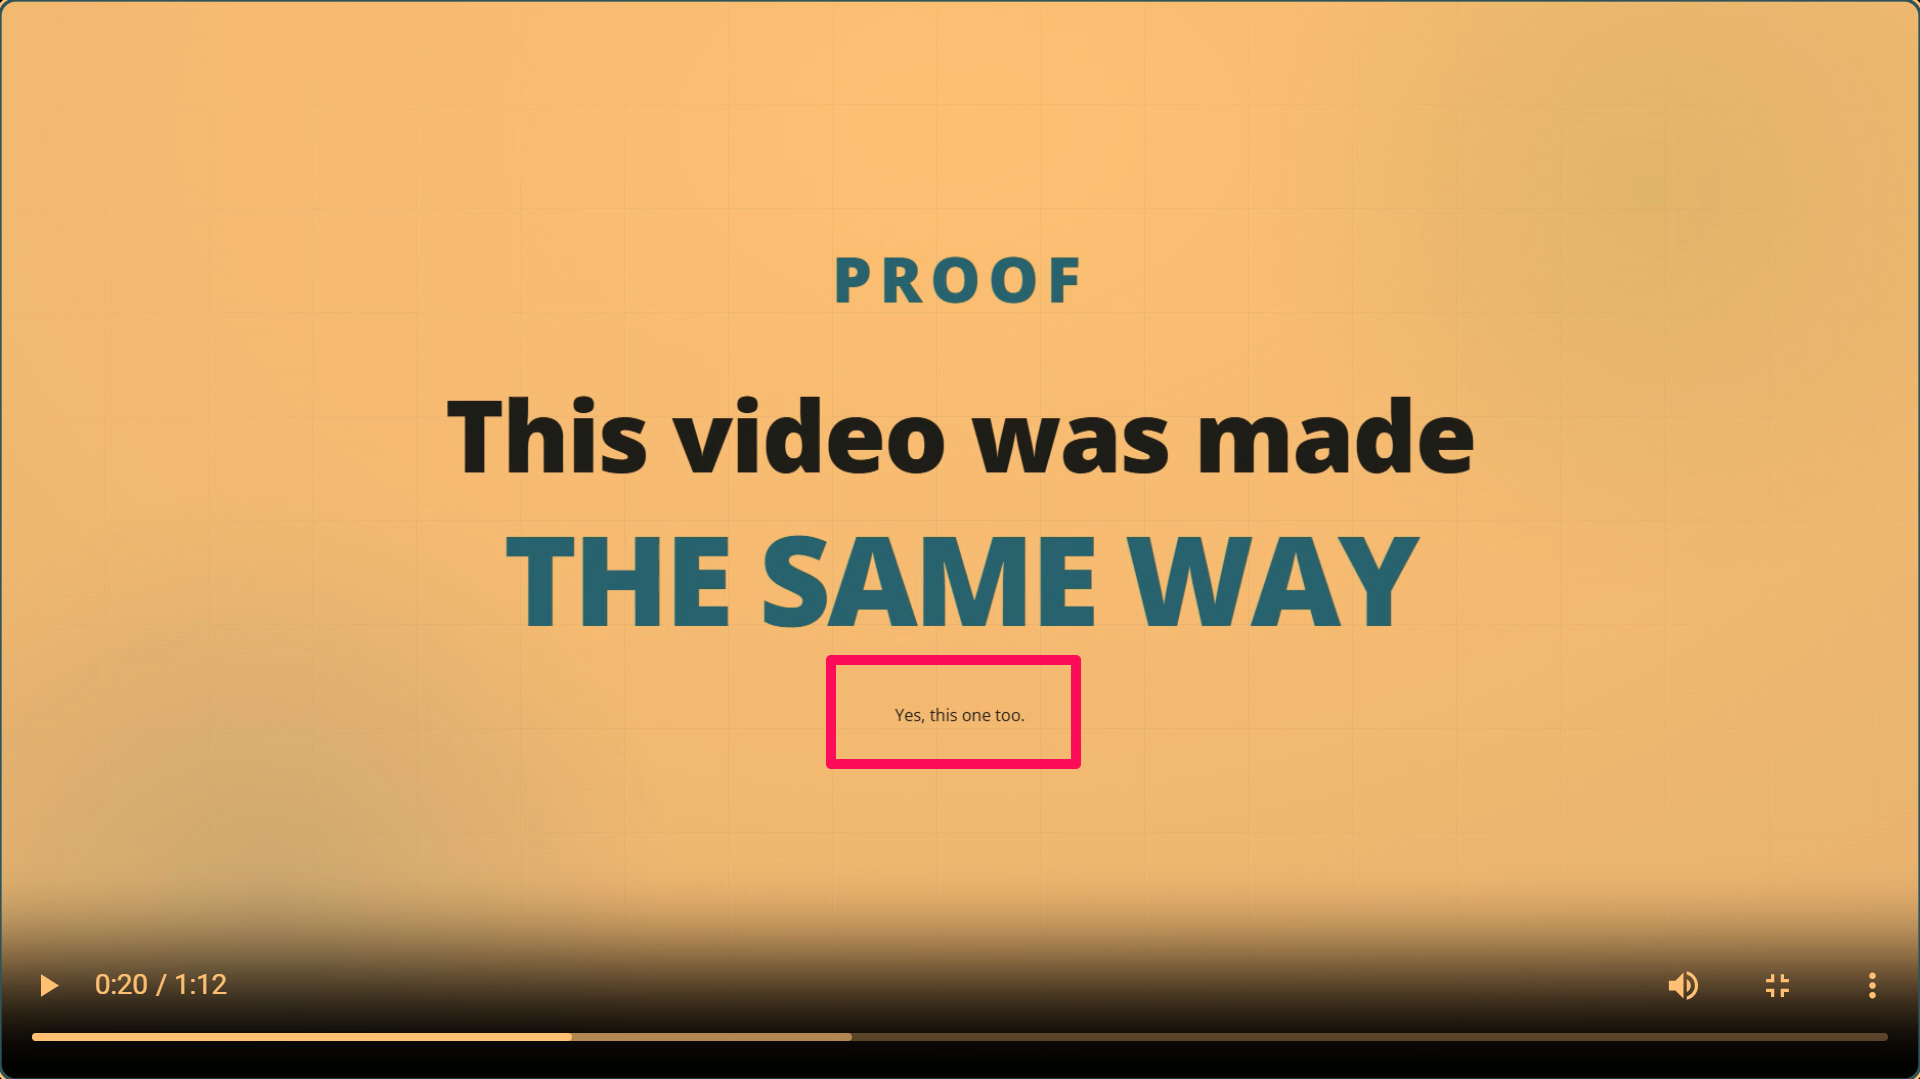 PROOF
This video was made
THE SAME WAY
Yes, this one too.
0:20 / 1:12